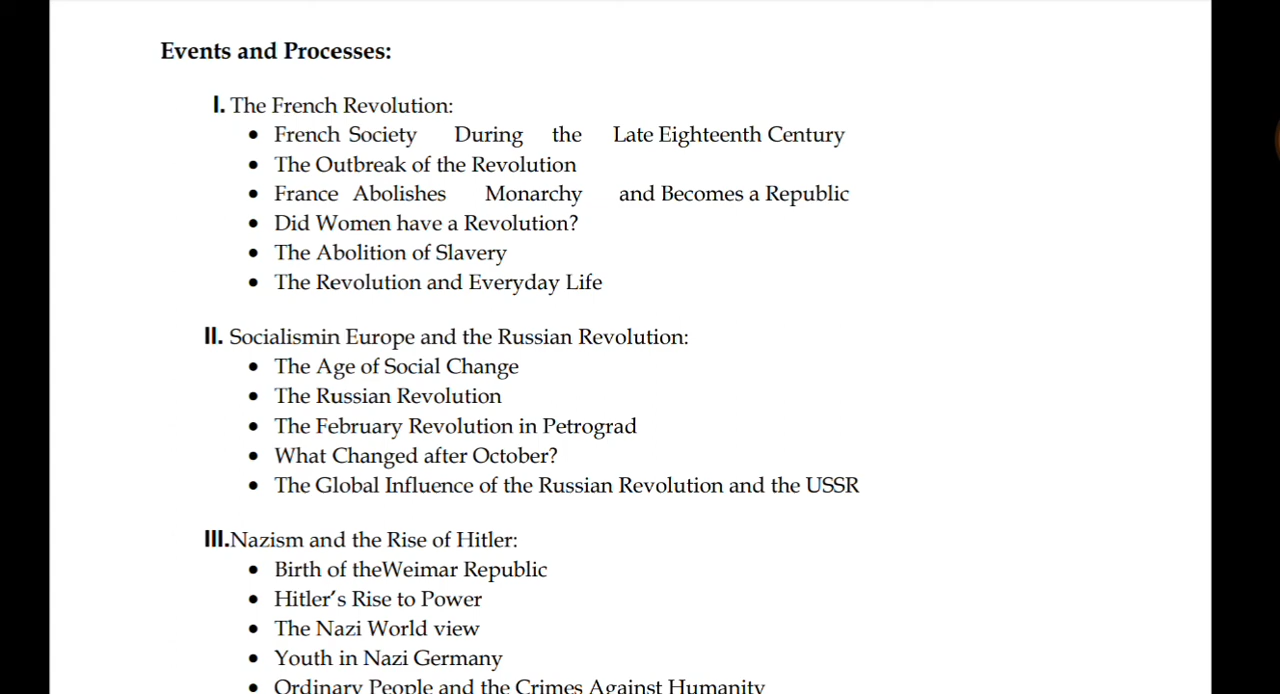 Events and Processes:
I. The French Revolution:
• French Society During the Late Eighteenth Century
• The Outbreak of the Revolution
• France Abolishes Monarchy and Becomes a Republic
• Did Women have a Revolution?
• The Abolition of Slavery
• The Revolution and Everyday Life
II. Socialismin Europe and the Russian Revolution:
• The Age of Social Change
• The Russian Revolution
• The February Revolution in Petrograd
• What Changed after October?
• The Global Influence of the Russian Revolution and the USSR
III.Nazism and the Rise of Hitler:
• Birth of theWeimar Republic
• Hitler’s Rise to Power
• The Nazi World view
• Youth in Nazi Germany
• Ordinary People and the Crimes Against Humanity